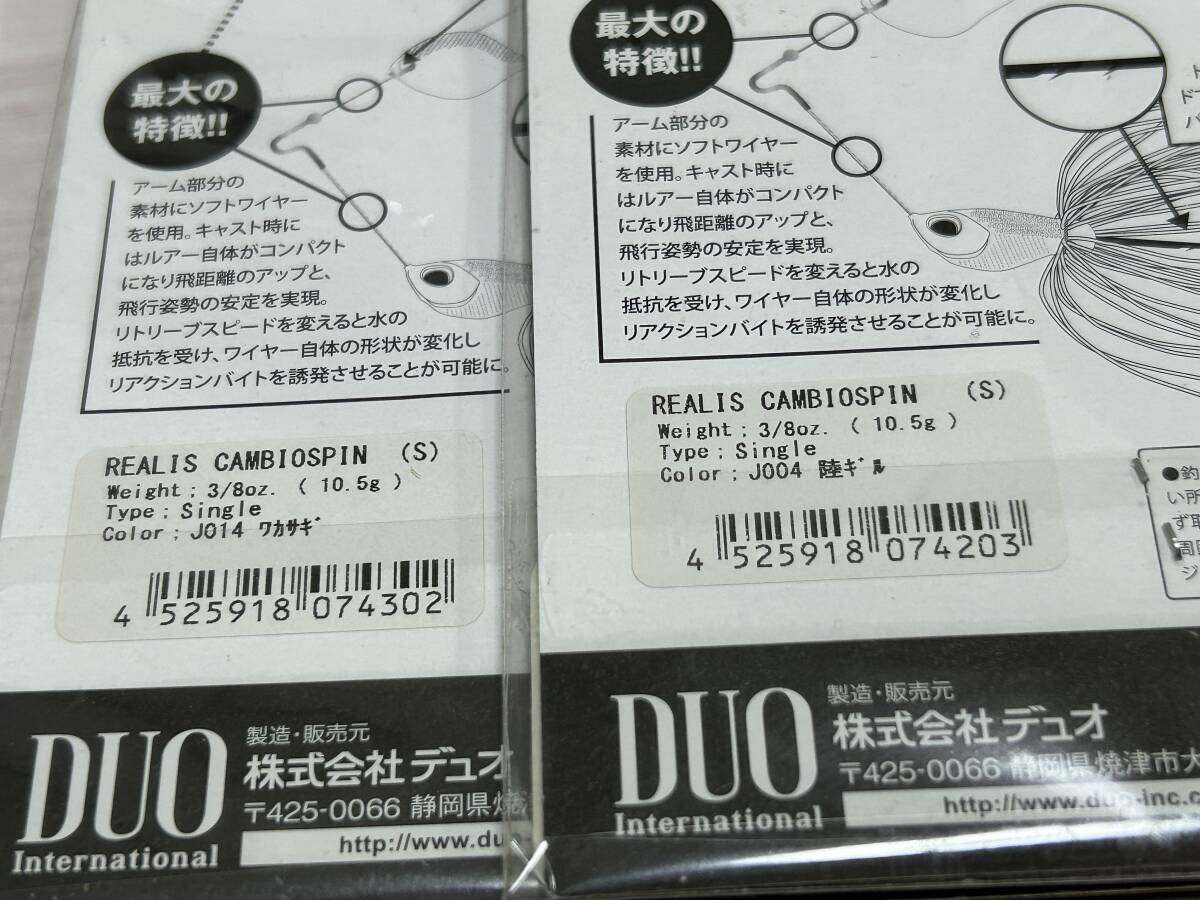 最大の
特徴!!
アーム部分の
素材にソフトワイヤー
を使用。キャスト時に
はルアー自体がコンパクト
になり飛距離のアップと、
飛行姿勢の安定を実現。
リトリーブスピードを変えると水の
抵抗を受け、ワイヤー自体の形状が変化し
リアクションバイトを誘発させることが可能に。
REALIS CAMBIOSPIN (S)
Weight ; 3/8oz. ( 10.5g )
Type ; Single
Color ; J014 ワカサギ
4 525918 074302
DUO
International
製造・販売元
株式会社デュオ
〒425-0066 静岡県焼
http://www.du
最大の
特徴!!
アーム部分の
素材にソフトワイヤー
を使用。キャスト時に
はルアー自体がコンパクト
になり飛距離のアップと、
飛行姿勢の安定を実現。
リトリーブスピードを変えると水の
抵抗を受け、ワイヤー自体の形状が変化し
リアクションバイトを誘発させることが可能に。
REALIS CAMBIOSPIN (S)
Weight ; 3/8oz. ( 10.5g )
Type ; Single
Color ; J004 陸ギル
4 525918 074203
●釣
い所
ず取
周囲
ジ
DUO
International
製造・販売元
株式会社デュオ
〒425-0066 静岡県焼津市大
http://www.duo-inc.c